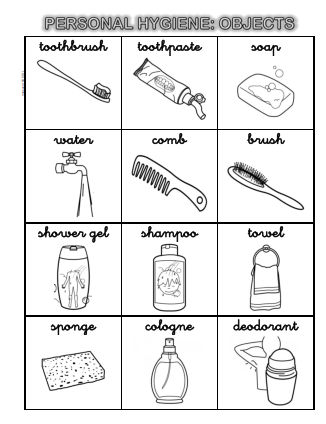 PERSONAL HYGIENE: OBJECTS
toothbrush toothpaste soap
water comb brush
shower gel shampoo towel
sponge cologne deodorant